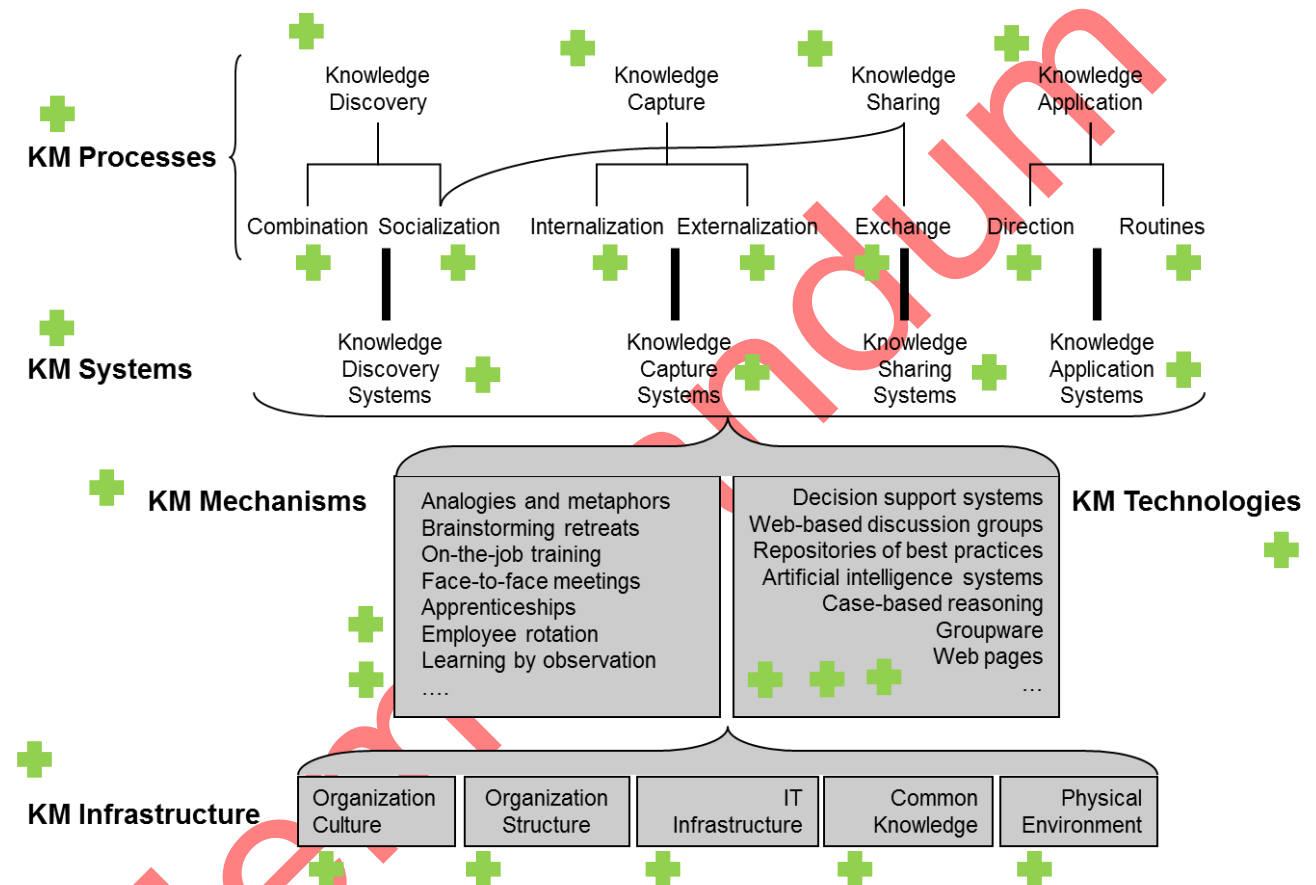 Knowledge
Discovery
Knowledge
Capture
Knowledge
Sharing
Knowledge
Application
KM Processes
Combination
Socialization
Internalization
Externalization
Exchange
Direction
Routines
KM Systems
Knowledge
Discovery
Systems
Knowledge
Capture
Systems
Knowledge
Sharing
Systems
Knowledge
Application
Systems
KM Mechanisms
Analogies and metaphors
Brainstorming retreats
On-the-job training
Face-to-face meetings
Apprenticeships
Employee rotation
Learning by observation
....
Decision support systems
Web-based discussion groups
Repositories of best practices
Artificial intelligence systems
Case-based reasoning
Groupware
Web pages
...
KM Technologies
KM Infrastructure
Organization
Culture
Organization
Structure
IT
Infrastructure
Common
Knowledge
Physical
Environment